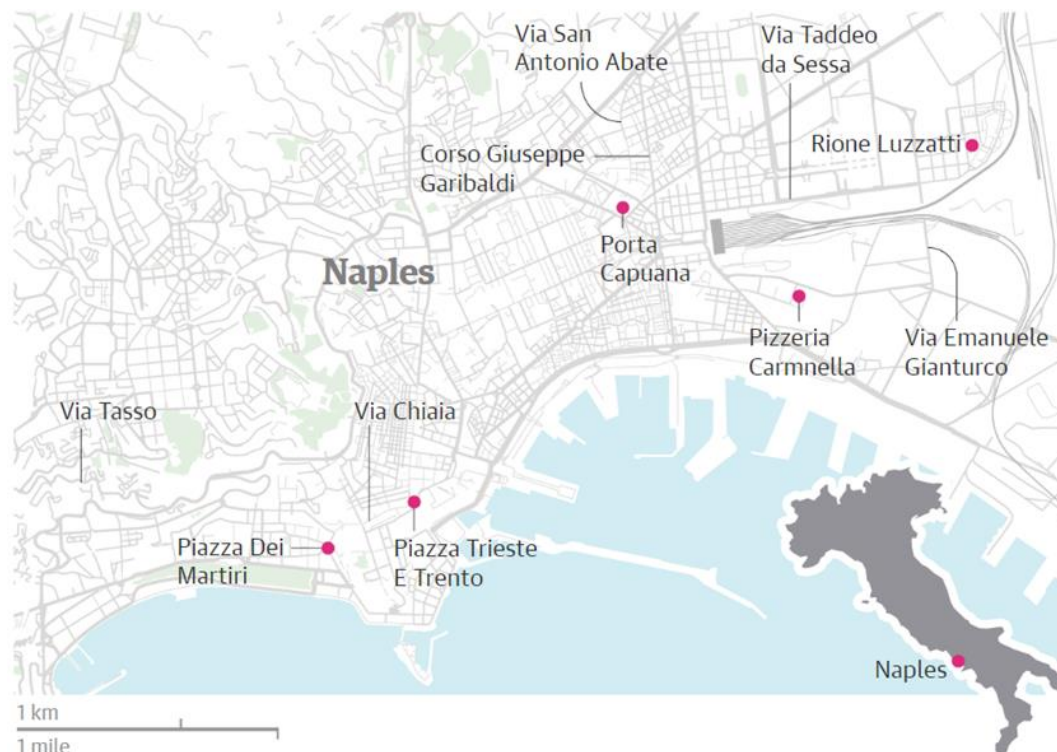 Via San
Antonio Abate
Via Taddeo
da Sessa
Corso Giuseppe
Garibaldi
Rione Luzzatti
Porta
Capuana
Naples
Pizzeria
Carmnella
Via Emanuele
Gianturco
Via Tasso
Via Chiaia
Piazza Dei
Martiri
Piazza Trieste
E Trento
Naples
1 km
1 mile